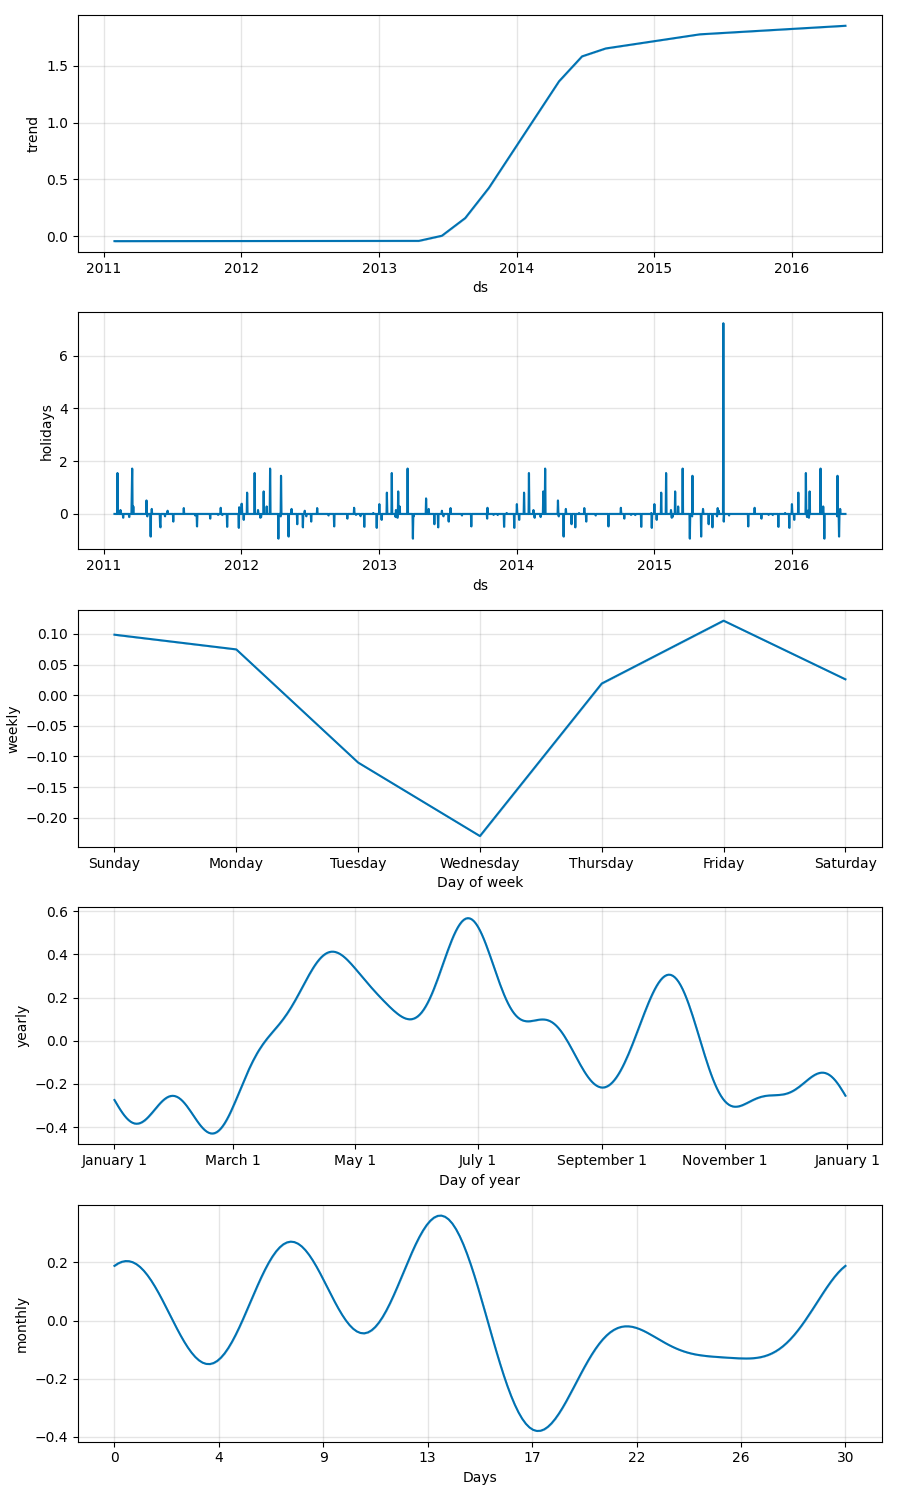 trend
1.5
1.0
0.5
0.0
2011 2012 2013 2014 2015 2016
ds
holidays
6
4
2
0
2011 2012 2013 2014 2015 2016
ds
weekly
0.10
0.05
0.00
−0.05
−0.10
−0.15
−0.20
Sunday Monday Tuesday Wednesday Thursday Friday Saturday
Day of week
yearly
0.6
0.4
0.2
0.0
−0.2
−0.4
January 1 March 1 May 1 July 1 September 1 November 1 January 1
Day of year
monthly
0.2
0.0
−0.2
−0.4
0 4 9 13 17 22 26 30
Days